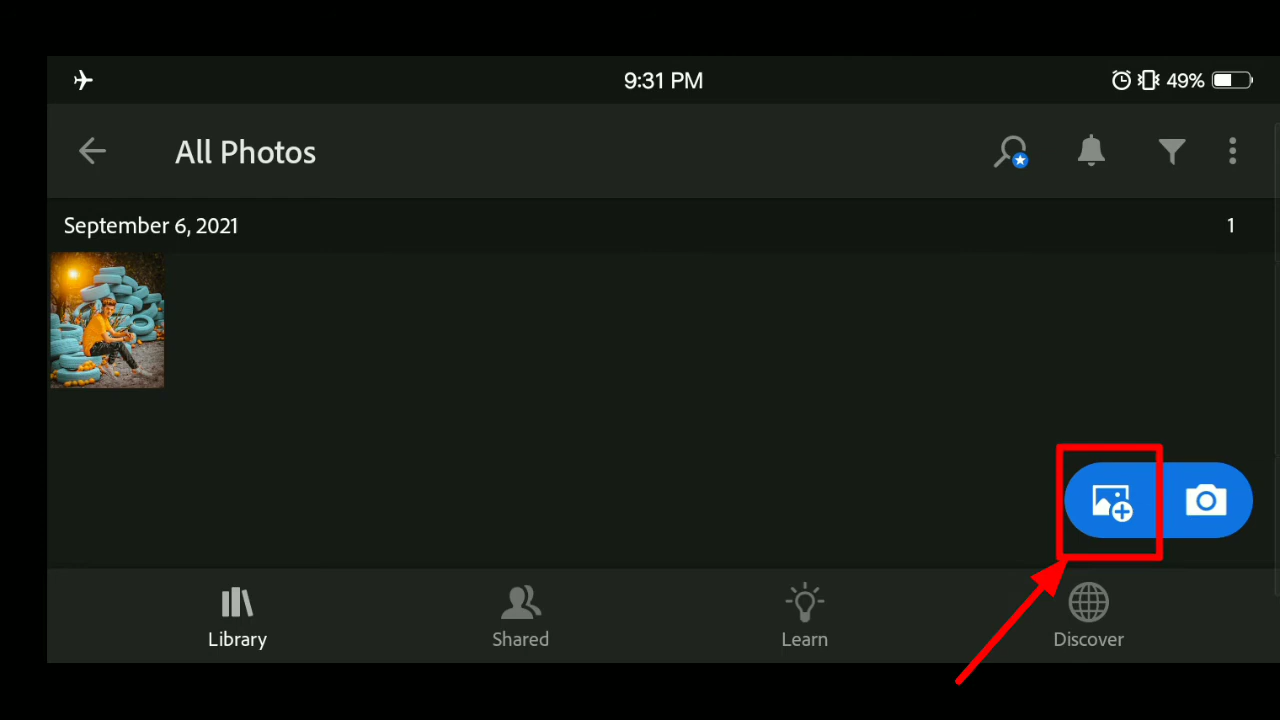 9:31 PM
49%
All Photos
September 6, 2021
1
Library
Shared
Learn
Discover